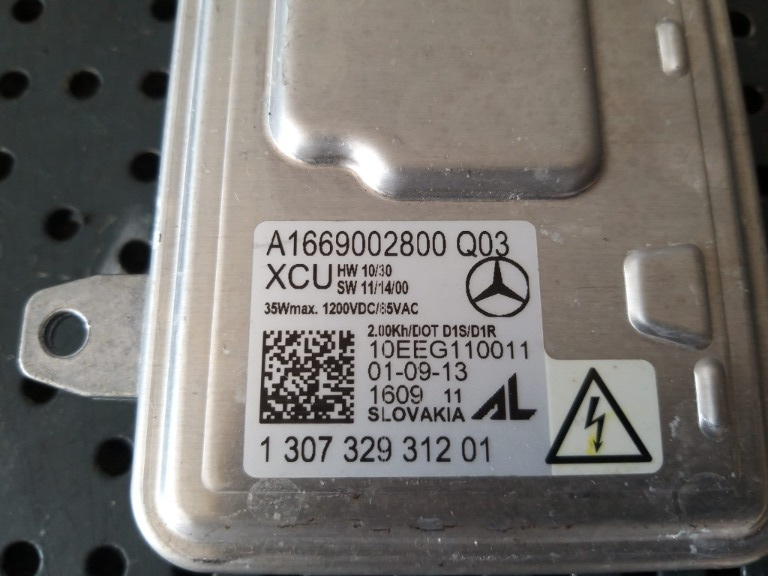 A1669002800 Q03
XCU HW 10/30
SW 11/14/00
35Wmax. 1200VDC/85VAC
2.00Kh/DOT D1S/D1R
10EEG110011
01-09-13
1609 11
SLOVAKIA AL
1 307 329 312 01